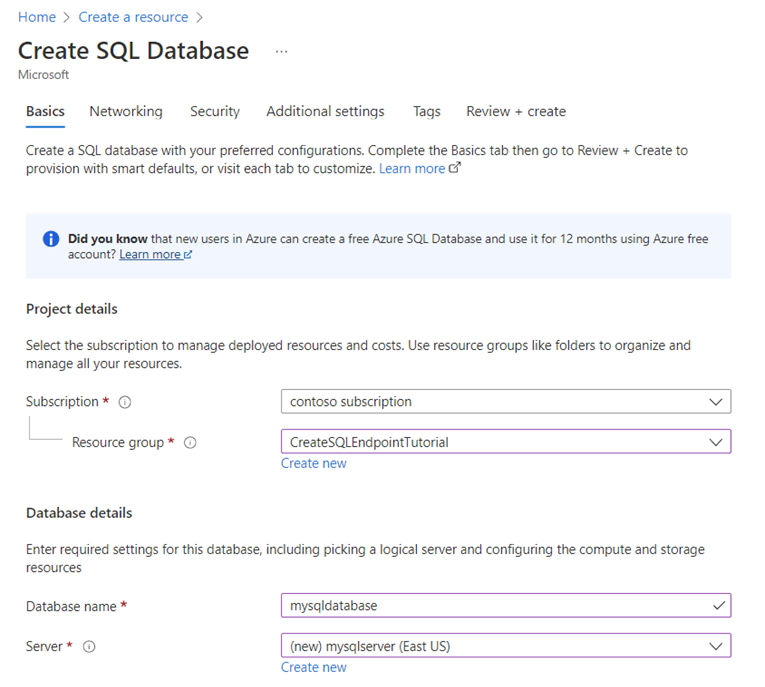 Home > Create a resource >
Create SQL Database ...
Microsoft
Basics Networking Security Additional settings Tags Review + create
Create a SQL database with your preferred configurations. Complete the Basics tab then go to Review + Create to
provision with smart defaults, or visit each tab to customize. Learn more
Did you know that new users in Azure can create a free Azure SQL Database and use it for 12 months using Azure free
account? Learn more
Project details
Select the subscription to manage deployed resources and costs. Use resource groups like folders to organize and
manage all your resources.
Subscription * contoso subscription
Resource group * CreateSQLEndpointTutorial
Create new
Database details
Enter required settings for this database, including picking a logical server and configuring the compute and storage
resources
Database name * mysqldatabase
Server * (new) mysqlserver (East US)
Create new